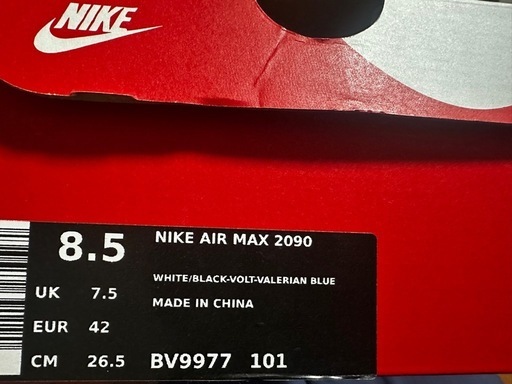 NIKE
8.5 NIKE AIR MAX 2090
WHITE/BLACK-VOLT-VALERIAN BLUE
UK 7.5 MADE IN CHINA
EUR 42
CM 26.5 BV9977 101